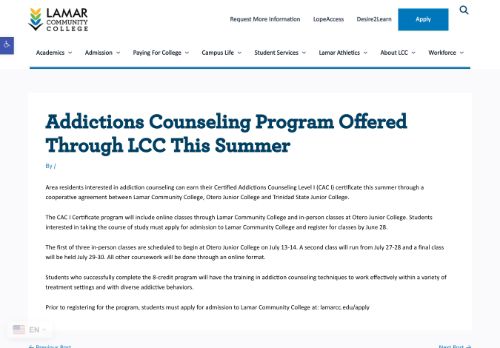 LAMAR
COMMUNITY
COLLEGE
Request More Information LopeAccess Desire2Learn Apply
Academics Admission Paying For College Campus Life Student Services Lamar Athletics About LCC Workforce
Addictions Counseling Program Offered
Through LCC This Summer
By /
Area residents interested in addiction counseling can earn their Certified Addictions Counseling Level I (CAC I) certificate this summer through a
cooperative agreement between Lamar Community College, Otero Junior College and Trinidad State Junior College.
The CAC I Certificate program will include online classes through Lamar Community College and in-person classes at Otero Junior College. Students
interested in taking the course of study must apply for admission to Lamar Community College and register for classes by June 28.
The first of three in-person classes are scheduled to begin at Otero Junior College on July 13-14. A second class will run from July 27-28 and a final class
will be held July 29-30. All other coursework will be done through an online format.
Students who successfully complete the 8-credit program will have the training in addiction counseling techniques to work effectively within a variety of
treatment settings and with diverse addictive behaviors.
Prior to registering for the program, students must apply for admission to Lamar Community College at: lamarcc.edu/apply
EN
← Previous Post Next Post →